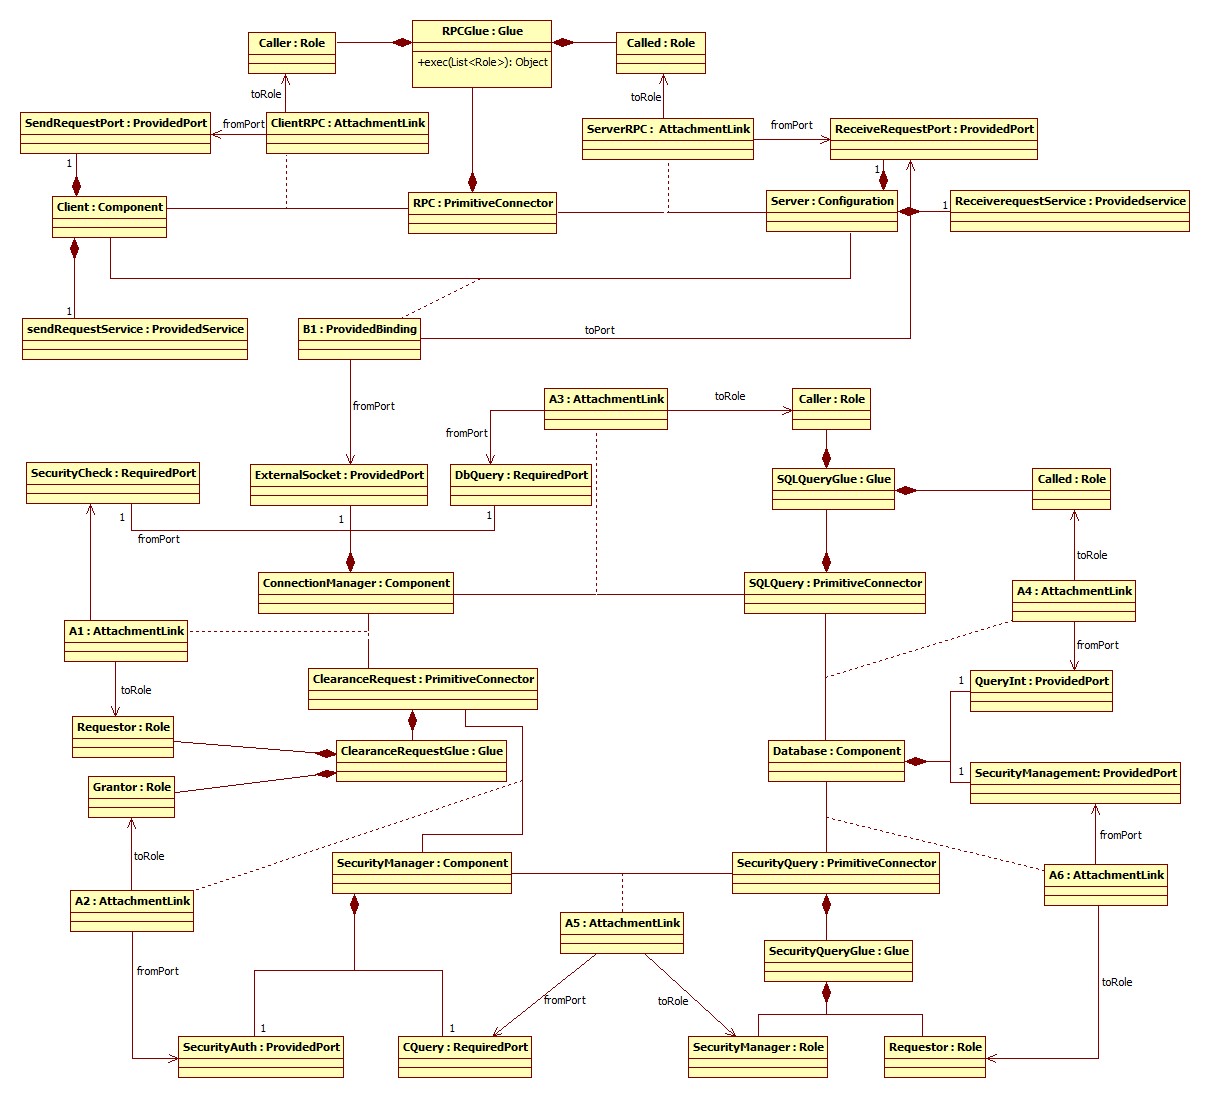 RPCGlue : Glue
+exec(List<Role>): Object
Caller : Role
Called : Role
toRole
toRole
SendRequestPort : ProvidedPort
fromPort
ClientRPC : AttachmentLink
ServerRPC : AttachmentLink
fromPort
ReceiveRequestPort : ProvidedPort
1
1
Client : Component
RPC : PrimitiveConnector
Server : Configuration
1
ReceiverequestService : Providedservice
1
sendRequestService : ProvidedService
B1 : ProvidedBinding
toPort
A3 : AttachmentLink
toRole
Caller : Role
fromPort
fromPort
SecurityCheck : RequiredPort
ExternalSocket : ProvidedPort
DbQuery : RequiredPort
SQLQueryGlue : Glue
Called : Role
1
1
1
fromPort
toRole
ConnectionManager : Component
SQLQuery : PrimitiveConnector
A4 : AttachmentLink
A1 : AttachmentLink
fromPort
toRole
ClearanceRequest : PrimitiveConnector
1
QueryInt : ProvidedPort
Requestor : Role
ClearanceRequestGlue : Glue
Database : Component
1
SecurityManagement: ProvidedPort
Grantor : Role
fromPort
toRole
SecurityManager : Component
SecurityQuery : PrimitiveConnector
A6 : AttachmentLink
A2 : AttachmentLink
A5 : AttachmentLink
SecurityQueryGlue : Glue
fromPort
fromPort
toRole
toRole
1
1
SecurityAuth : ProvidedPort
CQuery : RequiredPort
SecurityManager : Role
Requestor : Role